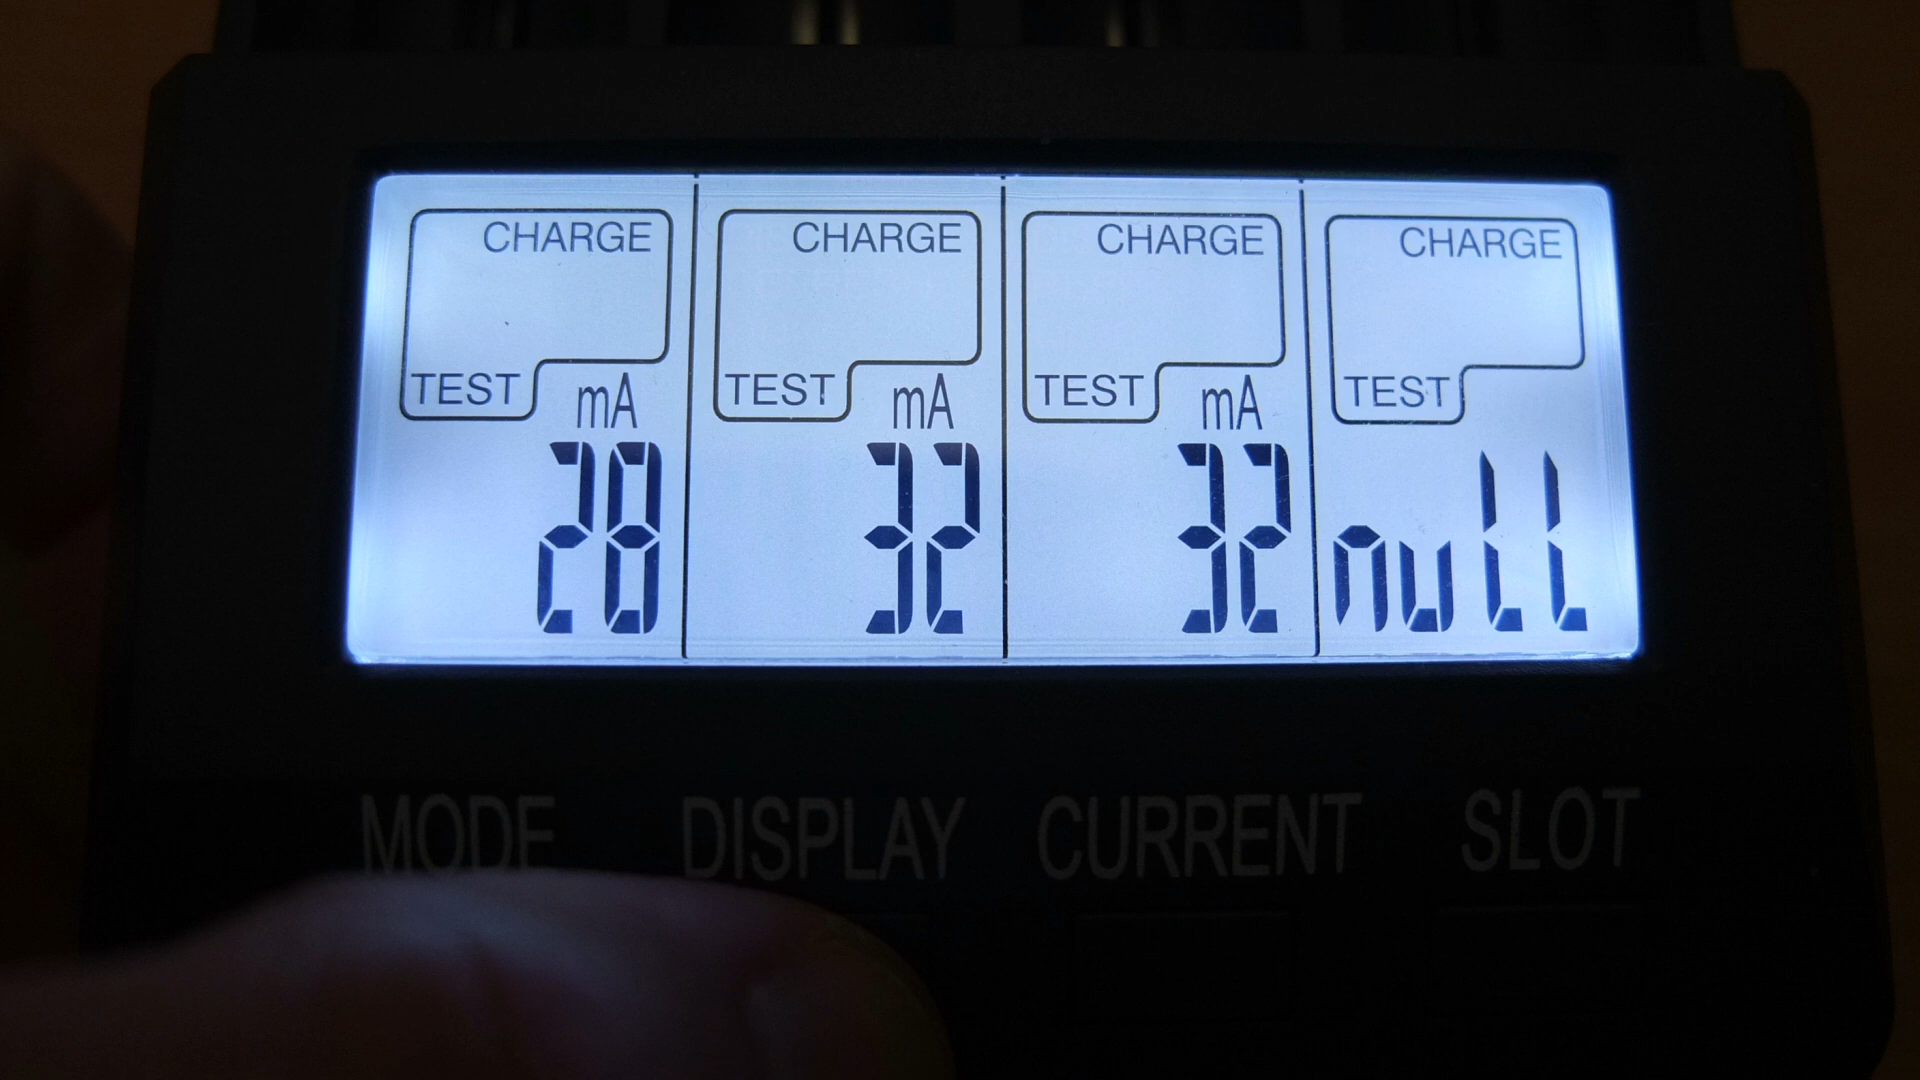 CHARGE CHARGE CHARGE CHARGE
TEST TEST TEST TEST
mA mA mA
28 32 32 null
MODE DISPLAY CURRENT SLOT